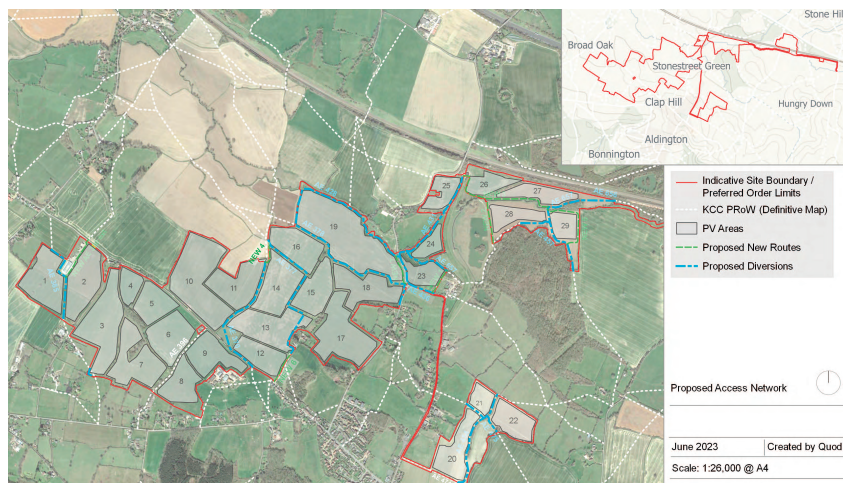 Stone Hil
Broad Oak
Stonestreet Green
Clap Hill
Hungry Down
Aldington
Bonnington
Indicative Site Boundary /
Preferred Order Limits
KCC PRoW (Definitive Map)
PV Areas
Proposed New Routes
Proposed Diversions
Proposed Access Network
June 2023
Created by Quod
Scale: 1:26,000 @ A4
25
26
27
28
29
24
23
19
NEW 4
16
18
10
11
14
15
13
17
12
1
2
4
5
3
6
7
9
8
21
22
20